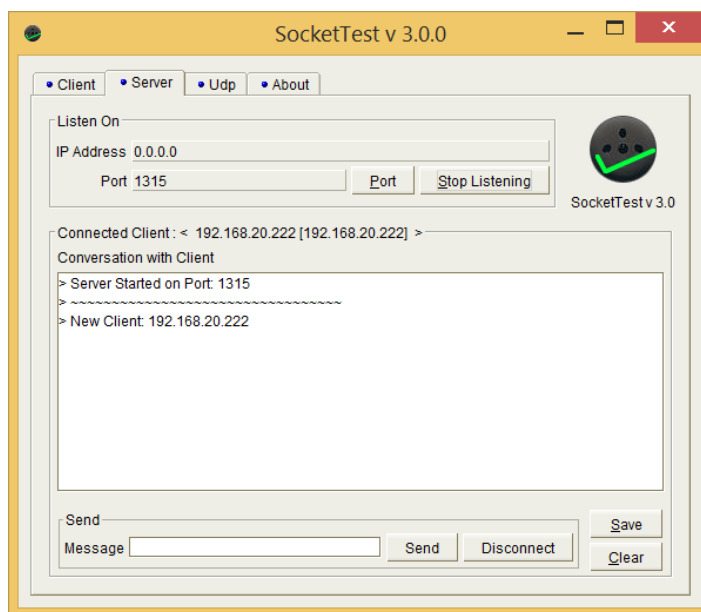 SocketTest v 3.0.0
Client
Server
Udp
About
Listen On
IP Address 0.0.0.0
Port 1315 Port Stop Listening
SocketTest v 3.0
Connected Client : < 192.168.20.222 [192.168.20.222] >
Conversation with Client
> Server Started on Port: 1315
> ~~~~~~~~~~~~~~~~~~~~~~~~~~~~~~~~~
> New Client: 192.168.20.222
Send
Message Send Disconnect
Save
Clear